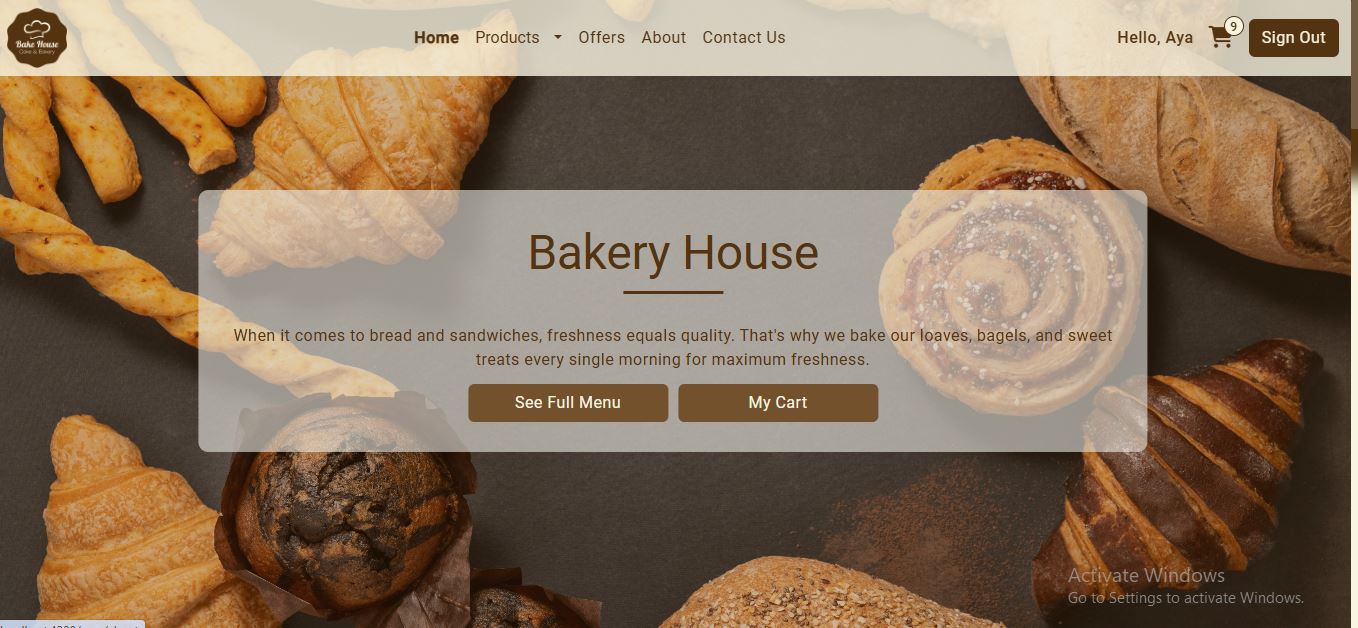 Bake House
Cake & Bakery
Home Products Offers About Contact Us
Hello, Aya
9
Sign Out
Bakery House
When it comes to bread and sandwiches, freshness equals quality. That's why we bake our loaves, bagels, and sweet
treats every single morning for maximum freshness.
See Full Menu My Cart
Activate Windows
Go to Settings to activate Windows.